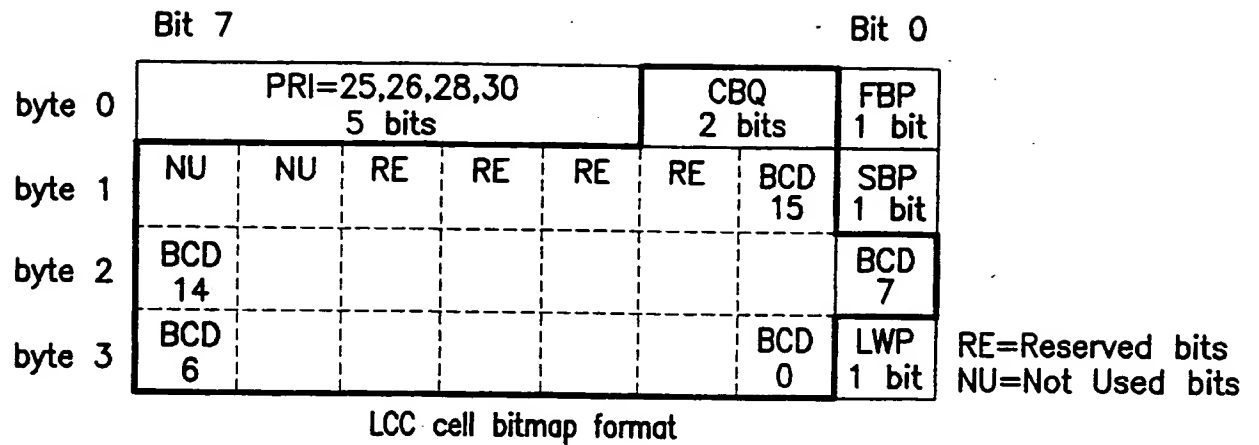 Bit 7 Bit 0
byte 0 PRI=25,26,28,30 CBQ FBP
5 bits 2 bits 1 bit
byte 1 NU NU RE RE RE RE BCD SBP
15 1 bit
byte 2 BCD BCD
14 7
byte 3 BCD BCD LWP RE=Reserved bits
6 0 1 bit NU=Not Used bits
LCC cell bitmap format